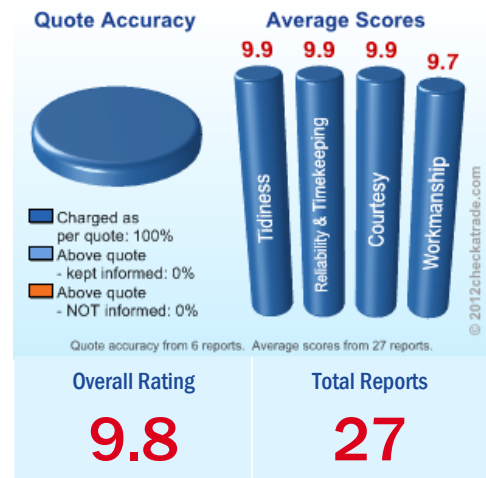 Quote Accuracy
Average Scores
9.9
9.9
9.9
9.7
Tidiness
Reliability & Timekeeping
Courtesy
Workmanship
Charged as
per quote: 100%
Above quote
- kept informed: 0%
Above quote
- NOT informed: 0%
© 2012checkatrade.com
Quote accuracy from 6 reports. Average scores from 27 reports.
Overall Rating
9.8
Total Reports
27